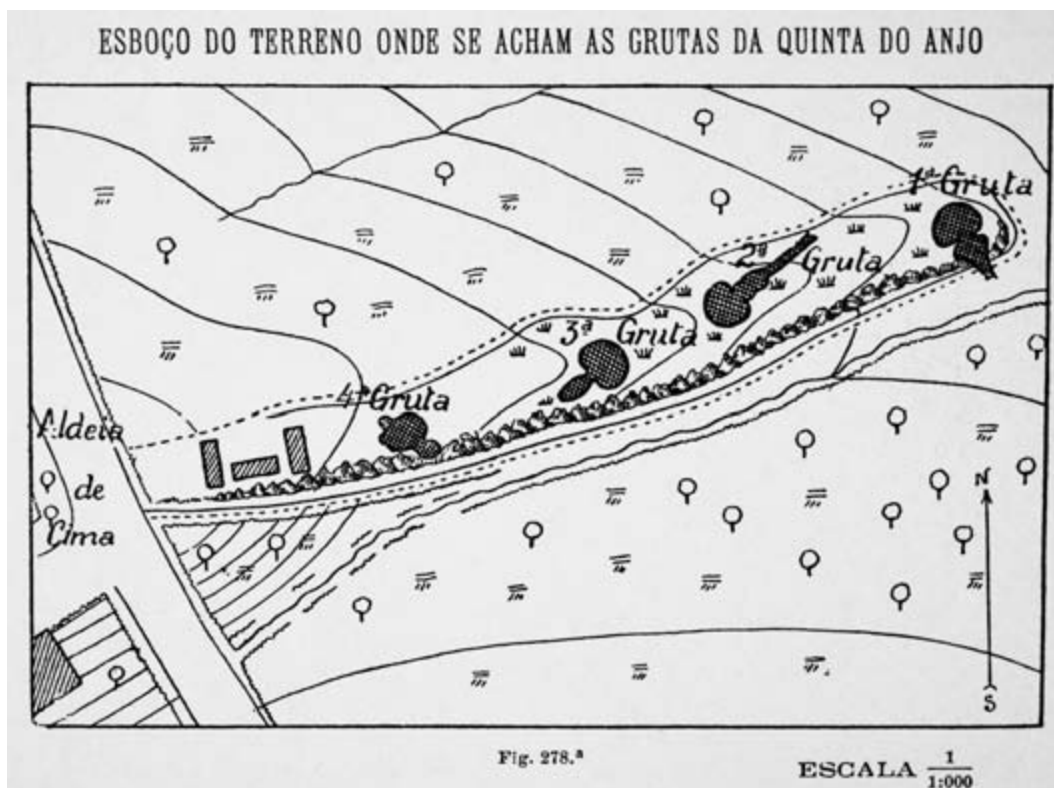 ESBOÇO DO TERRENO ONDE SE ACHAM AS GRUTAS DA QUINTA DO ANJO
1ª Gruta
2ª Gruta
3ª Gruta
4ª Gruta
Aldeia
de
Cima
N
S
Fig. 278.ª
ESCALA 1
1:000